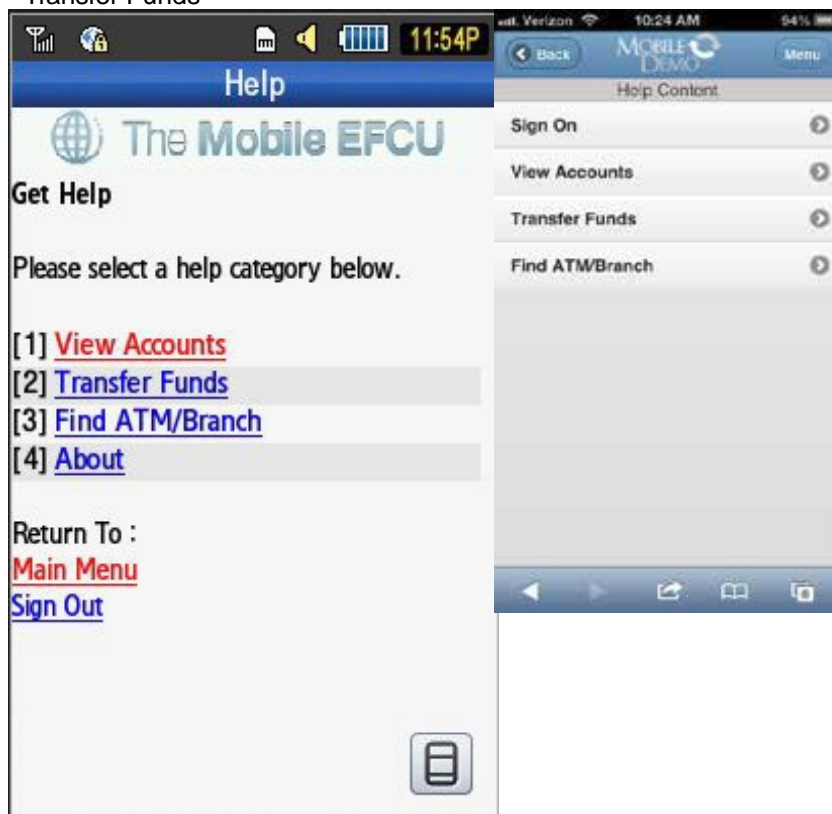 Transfer Funds
11:54P
Help
The Mobile EFCU
Get Help
Please select a help category below.
[1] View Accounts
[2] Transfer Funds
[3] Find ATM/Branch
[4] About
Return To :
Main Menu
Sign Out
Verizon 10:24 AM 94%
Back MOBILE DEMO Menu
Help Content
Sign On
View Accounts
Transfer Funds
Find ATM/Branch